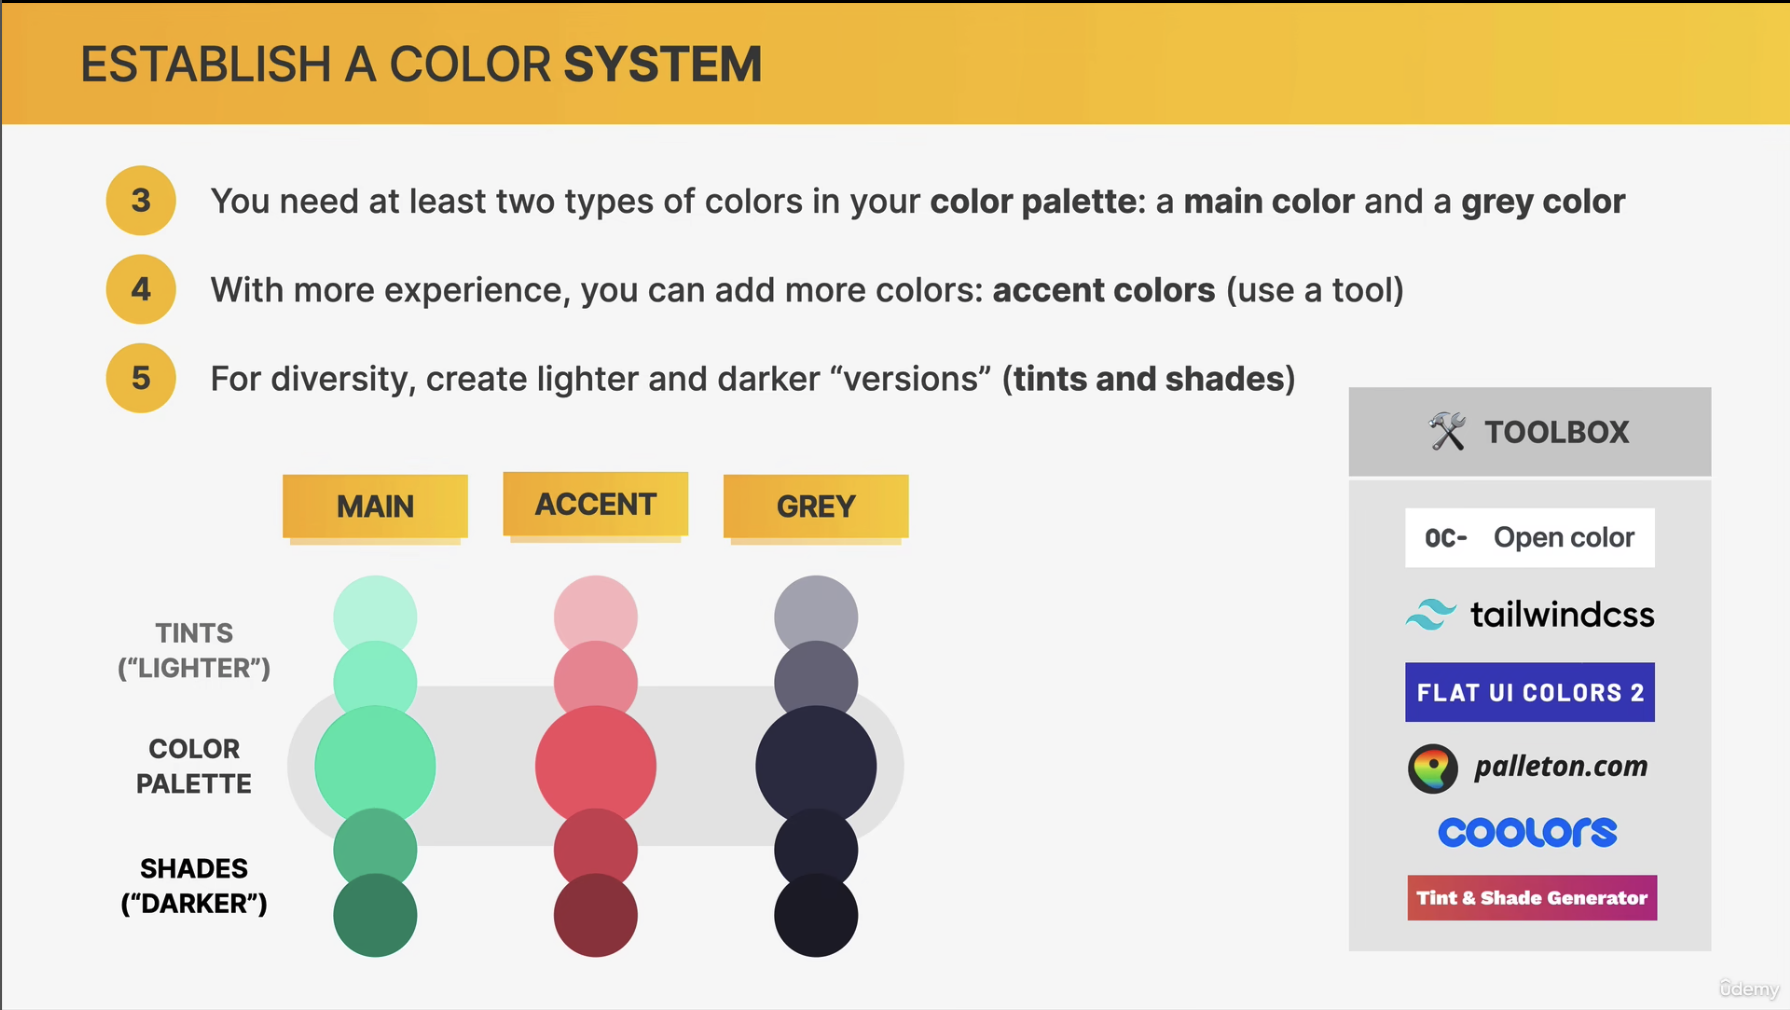 ESTABLISH A COLOR SYSTEM
3 You need at least two types of colors in your color palette: a main color and a grey color
4 With more experience, you can add more colors: accent colors (use a tool)
5 For diversity, create lighter and darker “versions” (tints and shades)
MAIN ACCENT GREY
TINTS
(“LIGHTER”)
COLOR
PALETTE
SHADES
(“DARKER”)
TOOLBOX
OC- Open color
tailwindcss
FLAT UI COLORS 2
palleton.com
coolors
Tint & Shade Generator
ûdemy